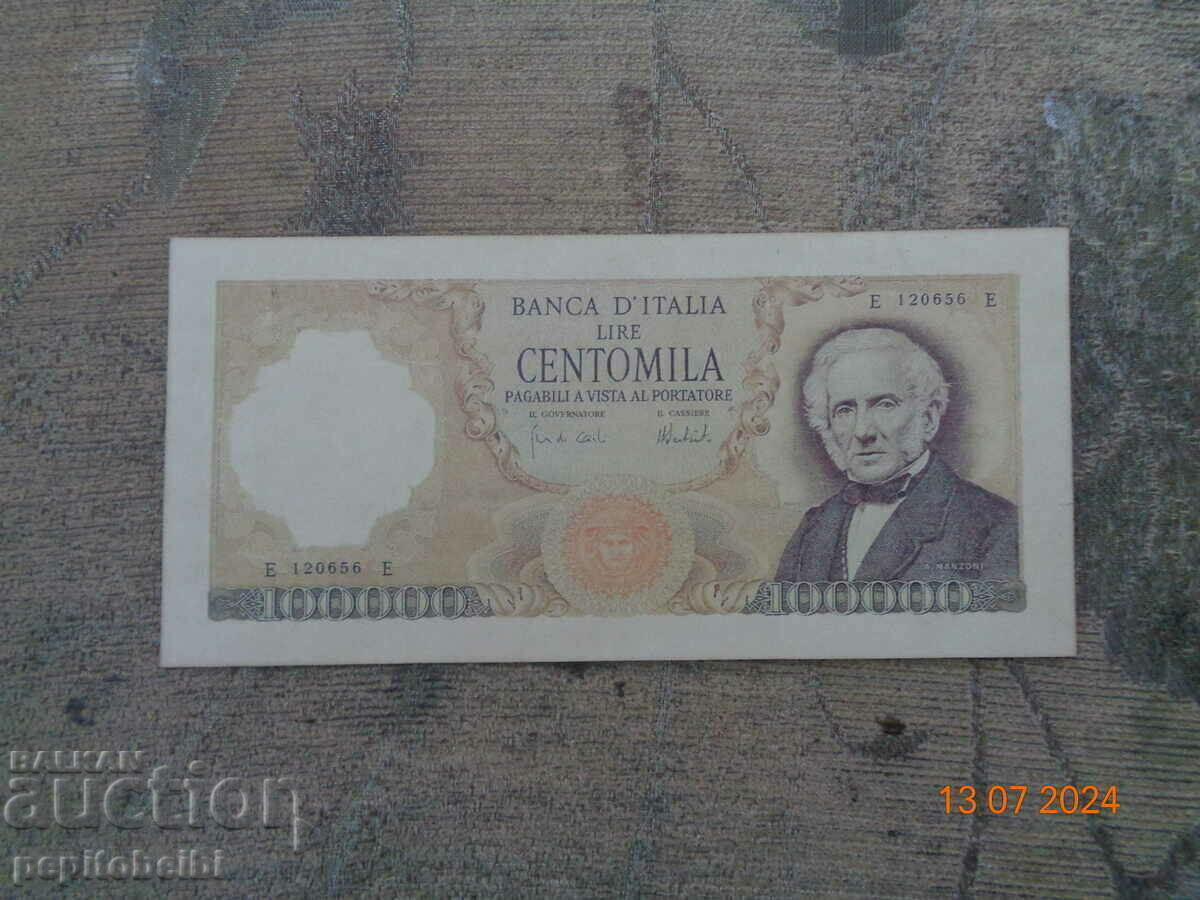 BANCA D'ITALIA
E 120656 E
LIRE
CENTOMILA
PAGABILI A VISTA AL PORTATORE
IL GOVERNATORE IL CASSIERE
E 120656 E
A. MANZONI
100000 100000
BALKAN
auction
pepitobeibi
13 07 2024